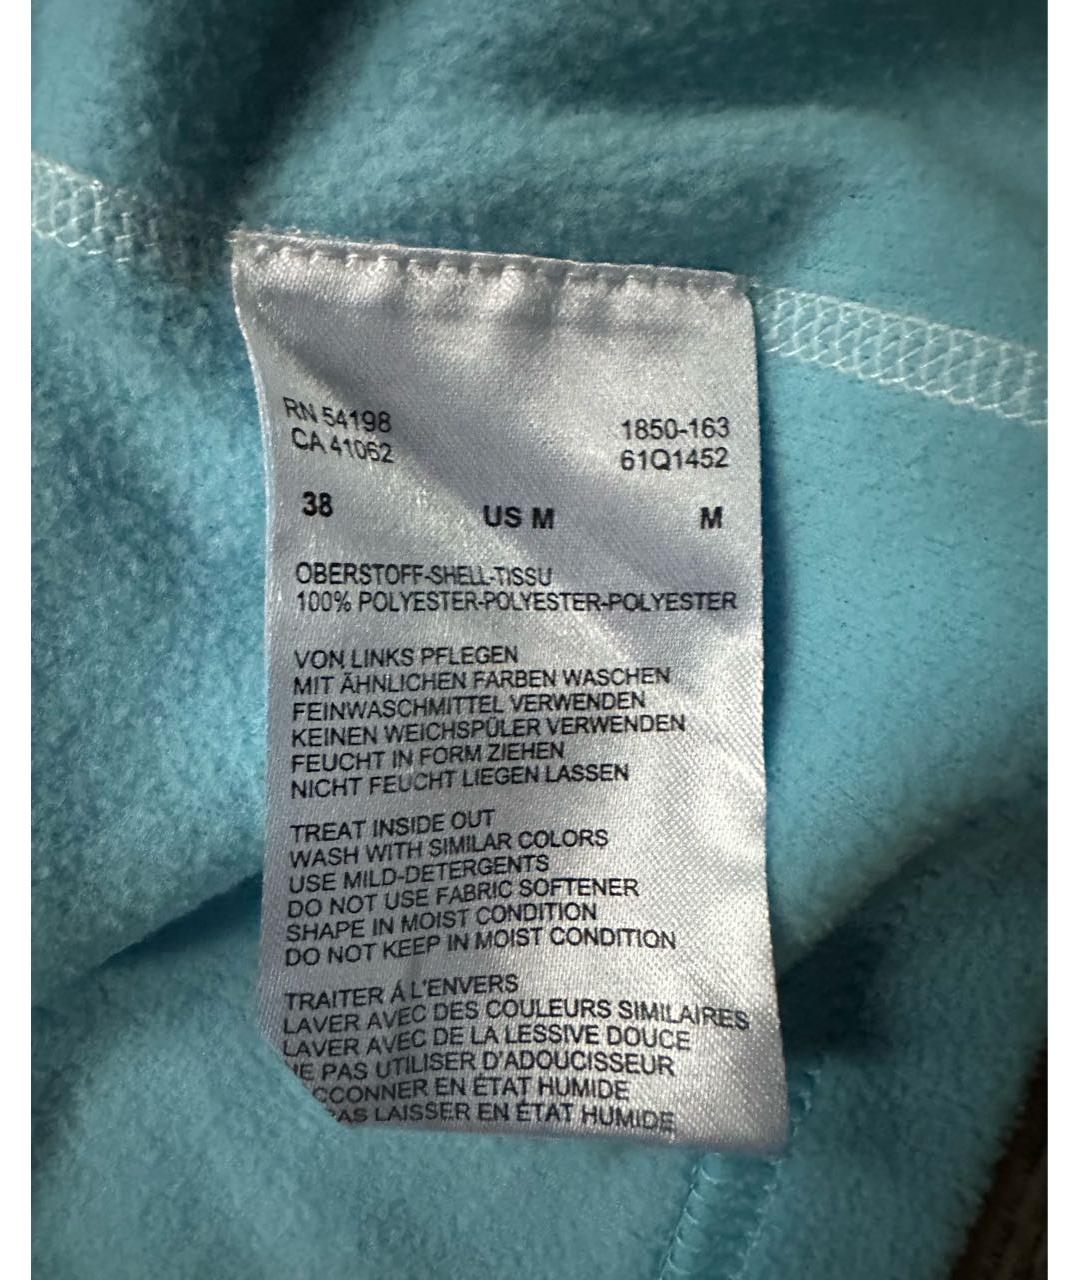 RN 54198
CA 41062
1850-163
61Q1452
38 US M M
OBERSTOFF-SHELL-TISSU
100% POLYESTER-POLYESTER-POLYESTER
VON LINKS PFLEGEN
MIT ÄHNLICHEN FARBEN WASCHEN
FEINWASCHMITTEL VERWENDEN
KEINEN WEICHSPÜLER VERWENDEN
FEUCHT IN FORM ZIEHEN
NICHT FEUCHT LIEGEN LASSEN
TREAT INSIDE OUT
WASH WITH SIMILAR COLORS
USE MILD-DETERGENTS
DO NOT USE FABRIC SOFTENER
SHAPE IN MOIST CONDITION
DO NOT KEEP IN MOIST CONDITION
TRAITER Á L'ENVERS
LAVER AVEC DES COULEURS SIMILAIRES
LAVER AVEC DE LA LESSIVE DOUCE
PAS UTILISER D'ADOUCISSEUR
EN ÉTAT HUMIDE
LAISSER EN ÉTAT HUMIDE